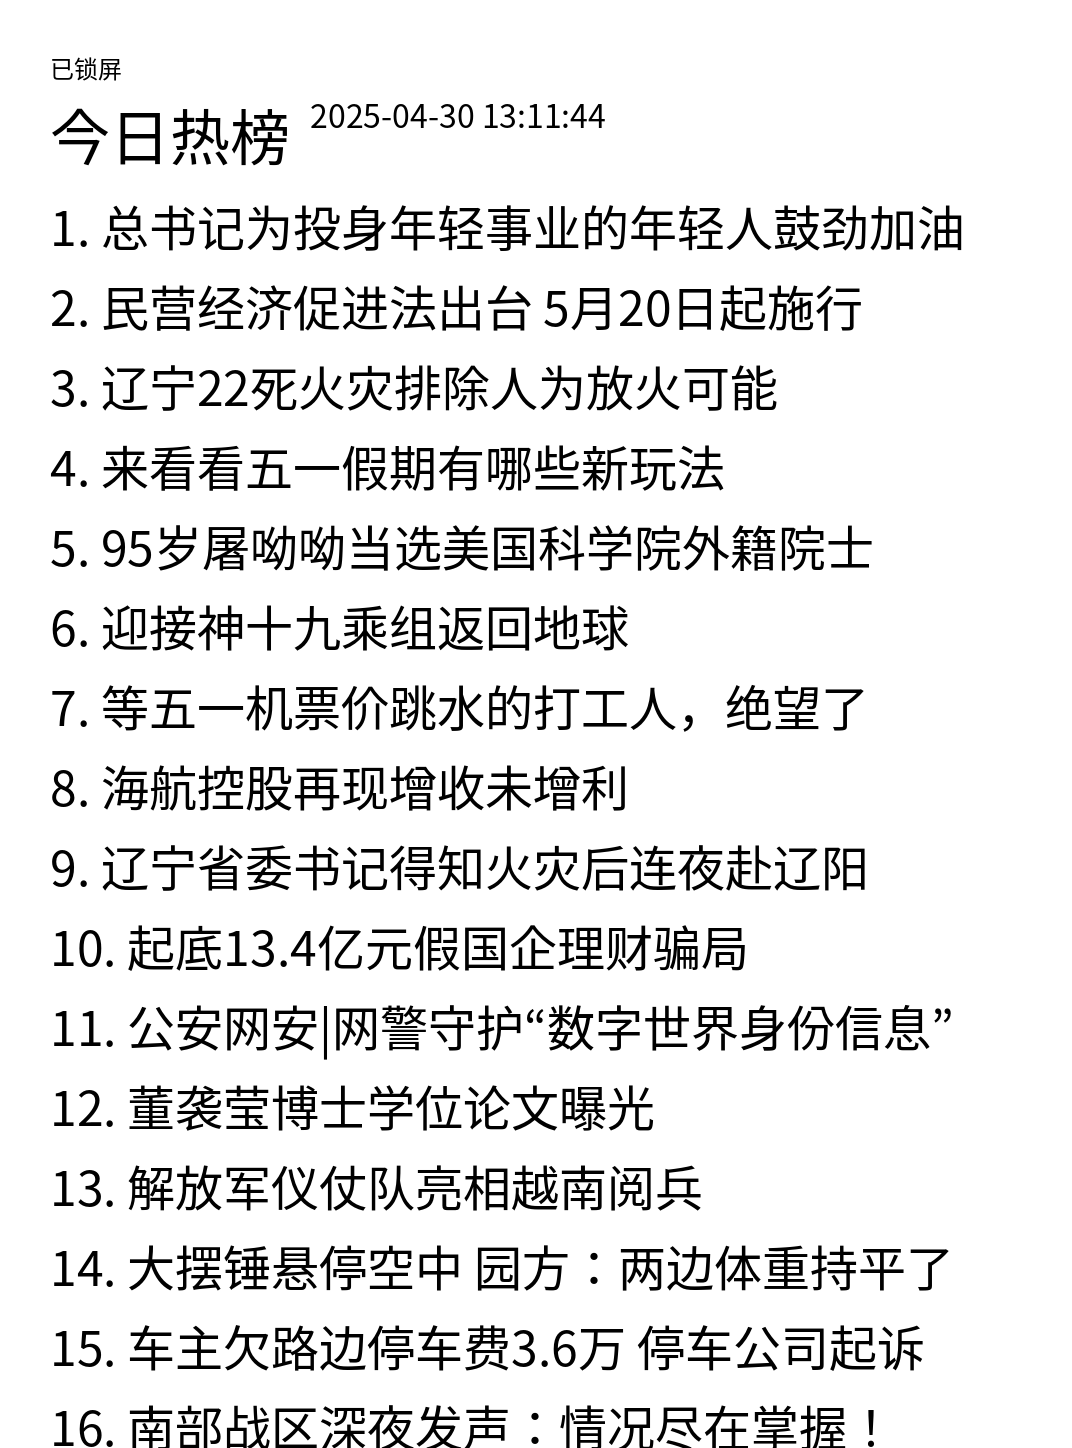 已锁屏
今日热榜 2025-04-30 13:11:44
1. 总书记为投身年轻事业的年轻人鼓劲加油
2. 民营经济促进法出台 5月20日起施行
3. 辽宁22死火灾排除人为放火可能
4. 来看看五一假期有哪些新玩法
5. 95岁屠呦呦当选美国科学院外籍院士
6. 迎接神十九乘组返回地球
7. 等五一机票价跳水的打工人，绝望了
8. 海航控股再现增收未增利
9. 辽宁省委书记得知火灾后连夜赴辽阳
10. 起底13.4亿元假国企理财骗局
11. 公安网安|网警守护“数字世界身份信息”
12. 董袭莹博士学位论文曝光
13. 解放军仪仗队亮相越南阅兵
14. 大摆锤悬停空中 园方：两边体重持平了
15. 车主欠路边停车费3.6万 停车公司起诉
16. 南部战区深夜发声：情况尽在掌握！